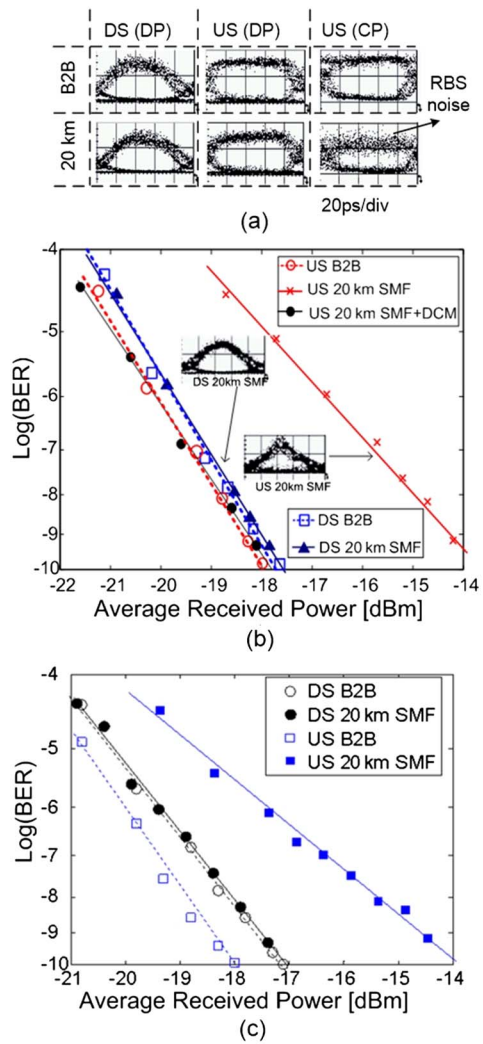 (a)
DS (DP) US (DP) US (CP)
B2B
20 km
RBS
noise
20ps/div
(b)
-4
-5
-6
-7
-8
-9
-10
Log(BER)
US B2B
US 20 km SMF
US 20 km SMF+DCM
DS 20km SMF
US 20km SMF
DS B2B
DS 20 km SMF
-22 -21 -20 -19 -18 -17 -16 -15 -14
Average Received Power [dBm]
(b)
-4
-5
-6
-7
-8
-9
-10
Log(BER)
DS B2B
DS 20 km SMF
US B2B
US 20 km SMF
-21 -20 -19 -18 -17 -16 -15 -14
Average Received Power [dBm]
(c)